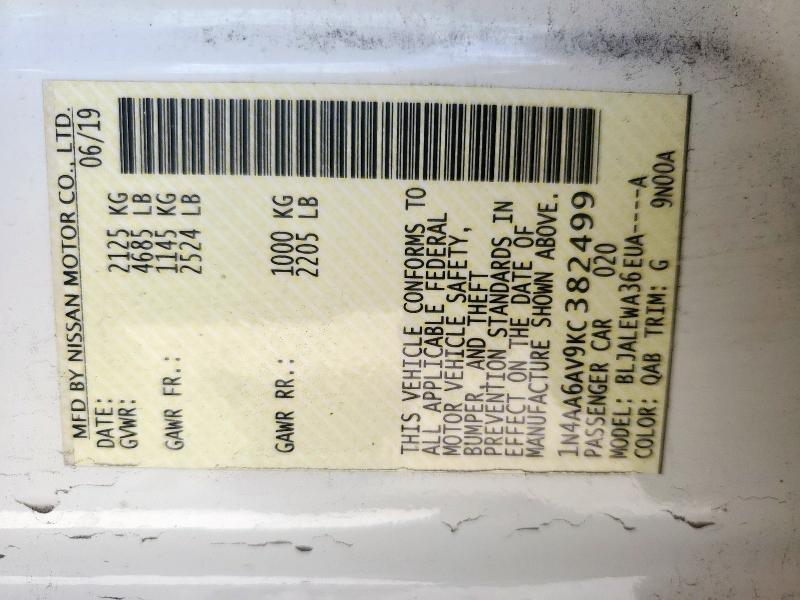 MFD BY NISSAN MOTOR CO., LTD.
DATE: 06/19
GVWR: 2125 KG
4685 LB
GAWR FR.: 1145 KG
2524 LB
GAWR RR.: 1000 KG
2205 LB
THIS VEHICLE CONFORMS TO
ALL APPLICABLE FEDERAL
MOTOR VEHICLE SAFETY,
BUMPER, AND THEFT
PREVENTION STANDARDS IN
EFFECT ON THE DATE OF
MANUFACTURE SHOWN ABOVE.
1N4AA6AV9KC382499
PASSENGER CAR 020
MODEL: BLJALEWA36EUA----A
COLOR: QAB TRIM: G 9N00A